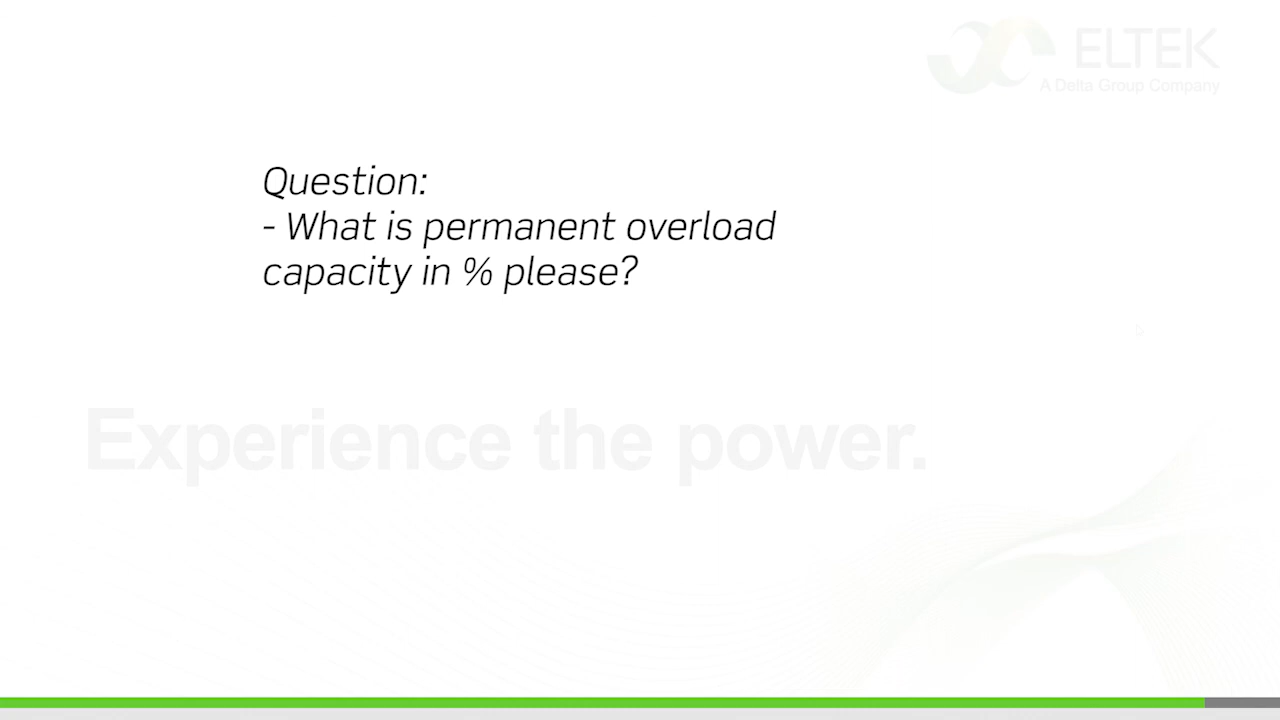 ELTEK
A Delta Group Company
Question:
- What is permanent overload
capacity in % please?
Experience the power.